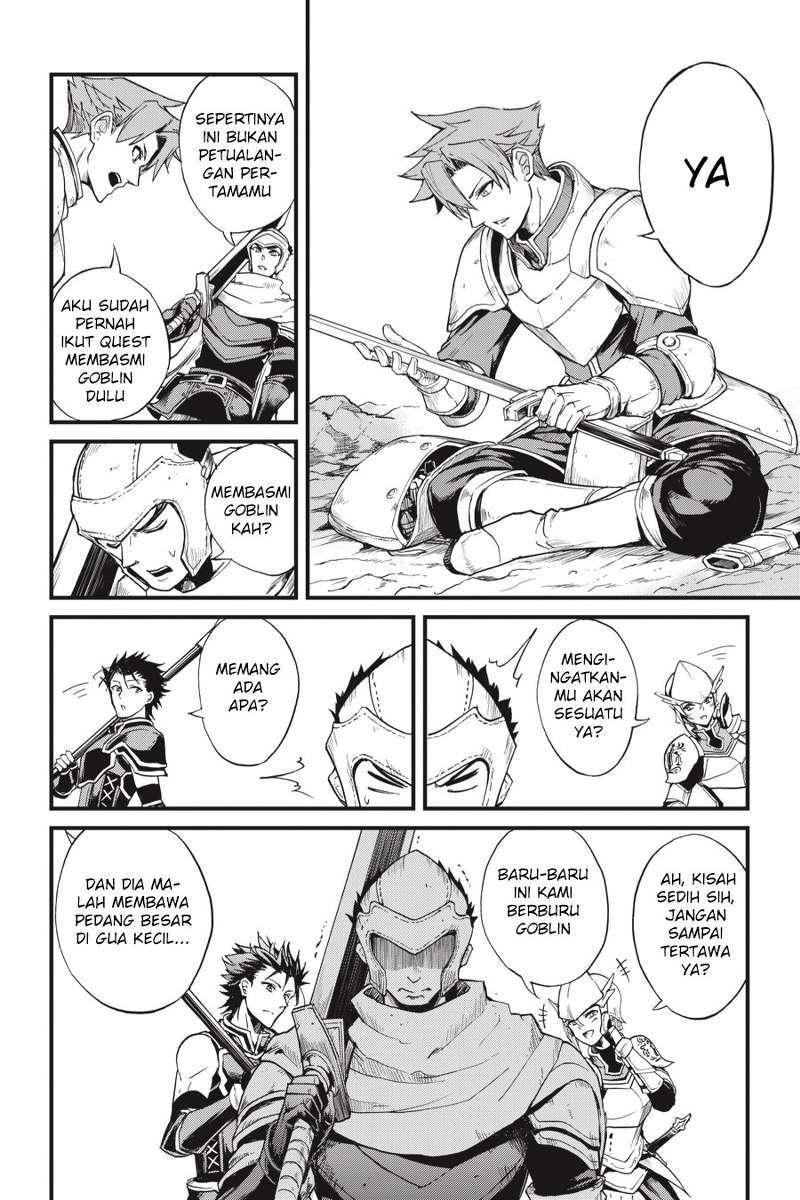 YA
SEPERTINYA
INI BUKAN
PETUALAN-
GAN PER-
TAMAMU
AKU SUDAH
PERNAH
IKUT QUEST
MEMBASMI
GOBLIN
DULU
MEMBASMI
GOBLIN
KAH?
MENGI-
NGATKAN-
MU AKAN
SESUATU
YA?
MEMANG
ADA
APA?
AH, KISAH
SEDIH SIH,
JANGAN
SAMPAI
TERTAWA
YA?
BARU-BARU
INI KAMI
BERBURU
GOBLIN
DAN DIA MA-
LAH MEMBAWA
PEDANG BESAR
DI GUA KECIL...